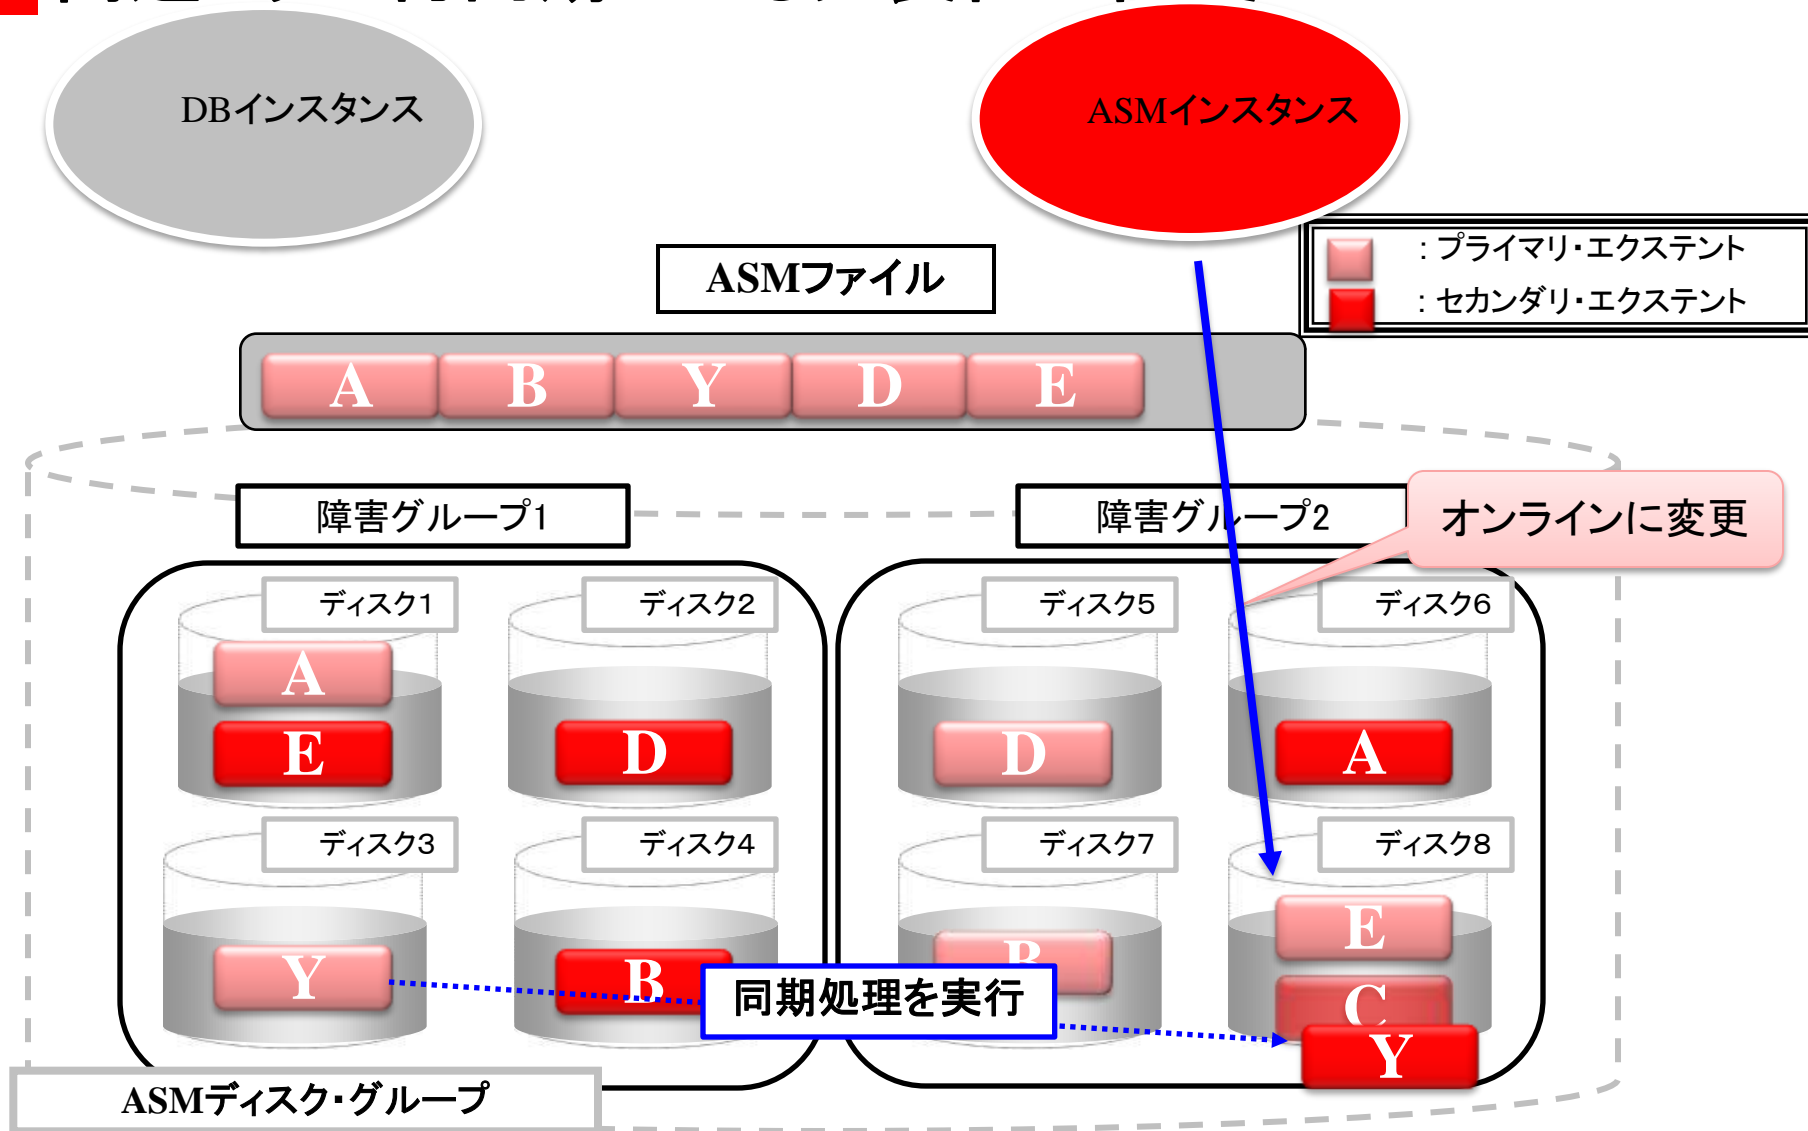 DBインスタンス
ASMインスタンス
ASMファイル
：プライマリ・エクステント
：セカンダリ・エクステント
A B Y D E
障害グループ1
障害グループ2
オンラインに変更
ディスク1
ディスク2
ディスク5
ディスク6
A
E
D
D
A
ディスク3
ディスク4
ディスク7
ディスク8
Y
B
B
E
C
Y
同期処理を実行
ASMディスク・グループ